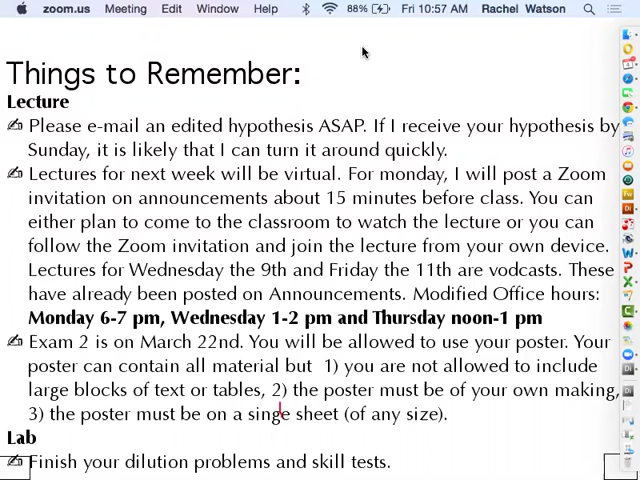 zoom.us Meeting Edit Window Help 88% Fri 10:57 AM Rachel Watson
Things to Remember:
Lecture
Please e-mail an edited hypothesis ASAP. If I receive your hypothesis by
Sunday, it is likely that I can turn it around quickly.
Lectures for next week will be virtual. For monday, I will post a Zoom
invitation on announcements about 15 minutes before class. You can
either plan to come to the classroom to watch the lecture or you can
follow the Zoom invitation and join the lecture from your own device.
Lectures for Wednesday the 9th and Friday the 11th are vodcasts. These
have already been posted on Announcements. Modified Office hours:
Monday 6-7 pm, Wednesday 1-2 pm and Thursday noon-1 pm
Exam 2 is on March 22nd. You will be allowed to use your poster. Your
poster can contain all material but 1) you are not allowed to include
large blocks of text or tables, 2) the poster must be of your own making,
3) the poster must be on a singe sheet (of any size).
Lab
Finish your dilution problems and skill tests.